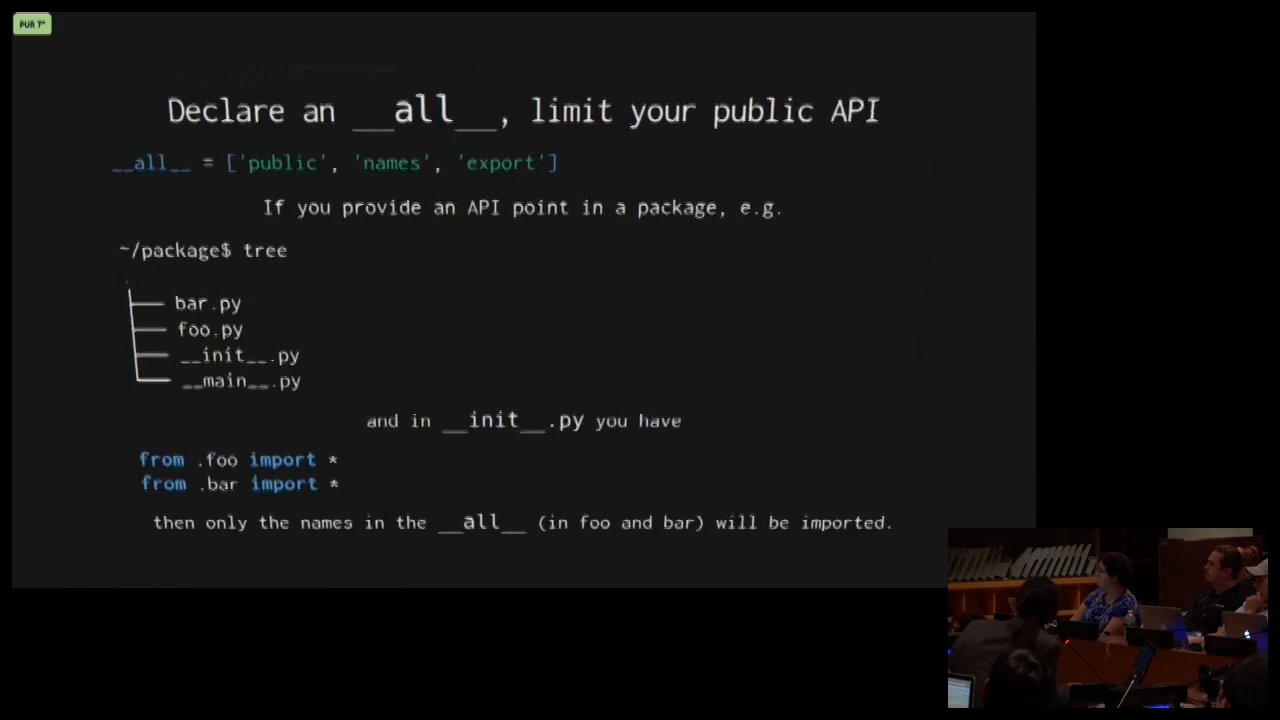 Declare an __all__, limit your public API
__all__ = ['public', 'names', 'export']
If you provide an API point in a package, e.g.
~/package$ tree
.
├── bar.py
├── foo.py
├── __init__.py
└── __main__.py
and in __init__.py you have
from .foo import *
from .bar import *
then only the names in the __all__ (in foo and bar) will be imported.